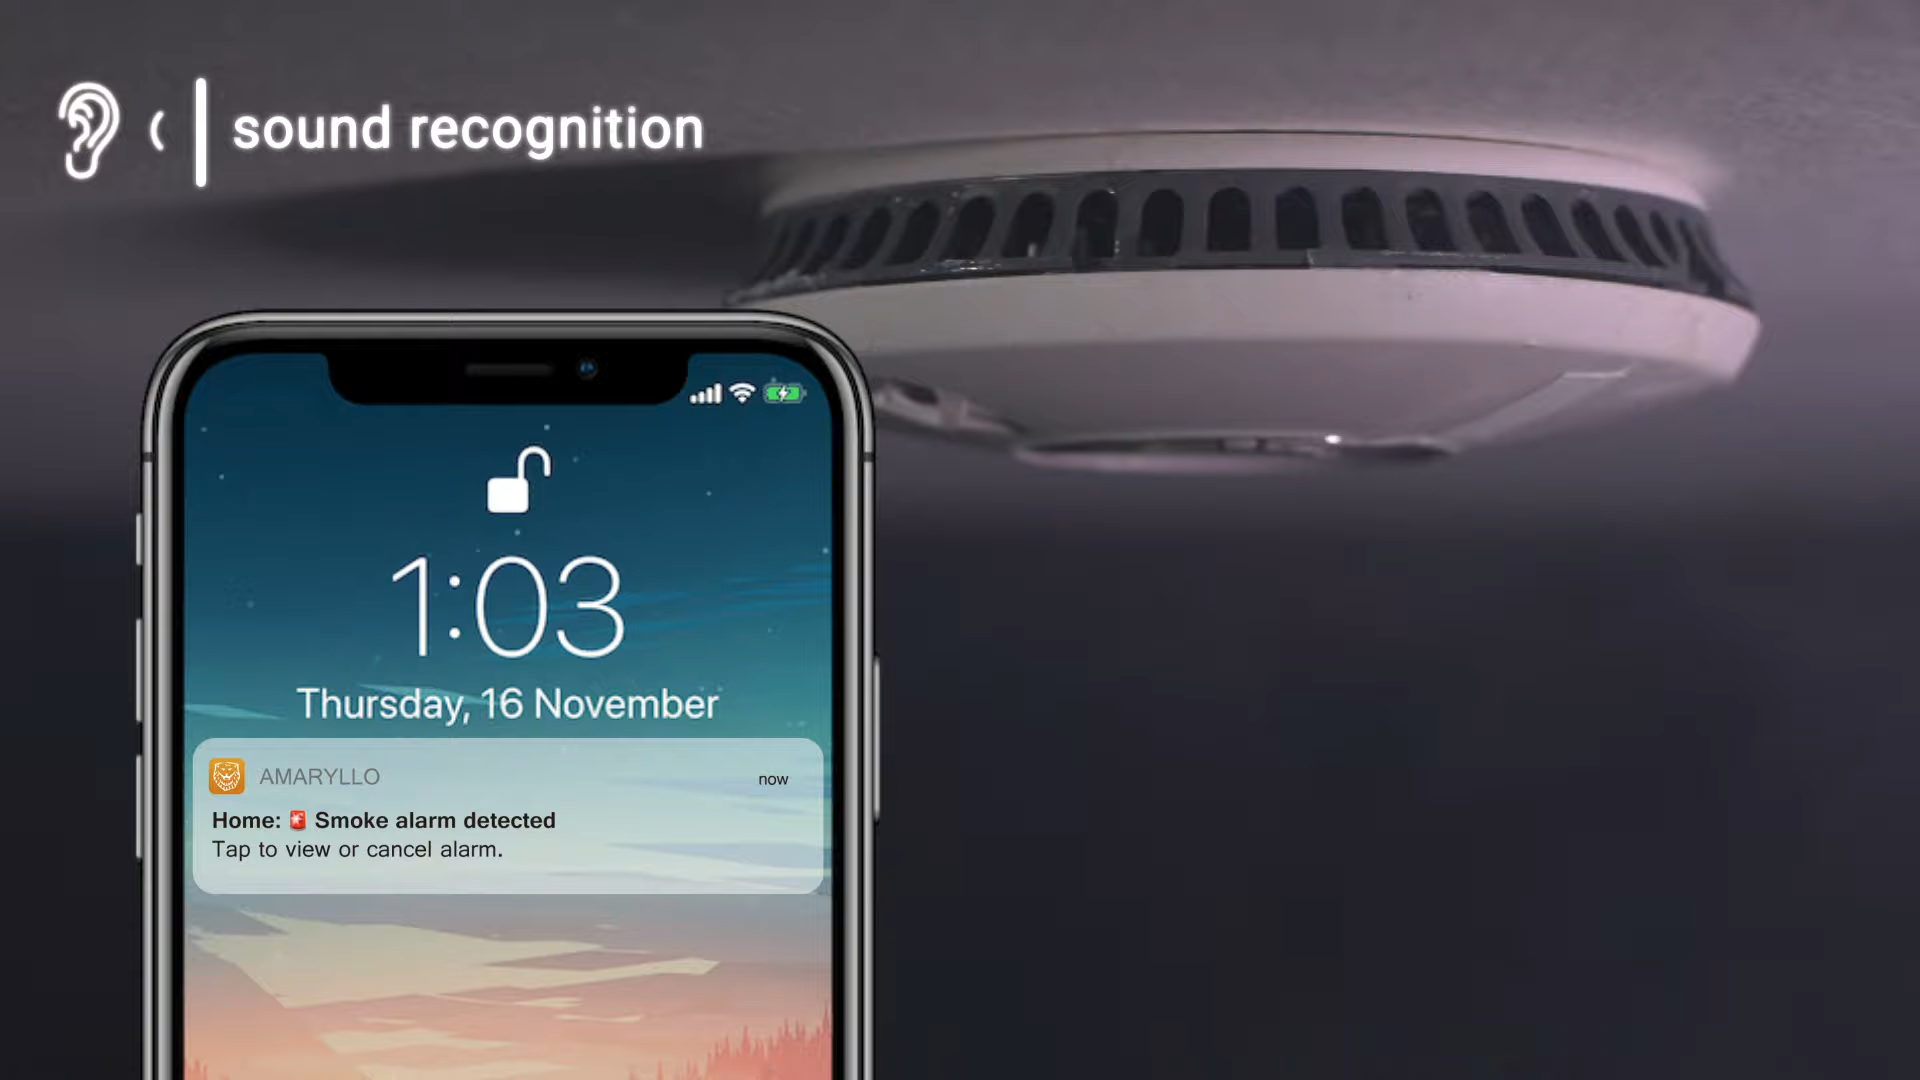 sound recognition
1:03
Thursday, 16 November
AMARYLLO
now
Home: 🚨 Smoke alarm detected
Tap to view or cancel alarm.